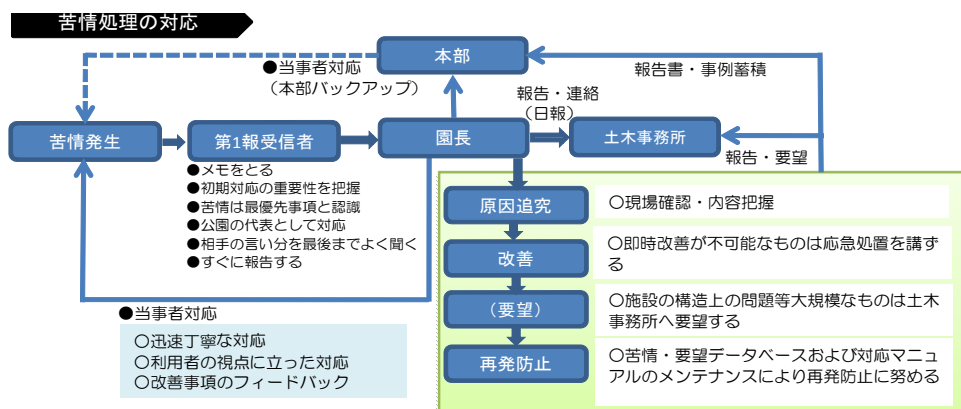 苦情処理の対応
本部
●当事者対応
（本部バックアップ）
報告書・事例蓄積
報告・連絡
（日報）
苦情発生
第1報受信者
園長
土木事務所
報告・要望
●メモをとる
●初期対応の重要性を把握
●苦情は最優先事項と認識
●公園の代表として対応
●相手の言い分を最後までよく聞く
●すぐに報告する
原因追究
〇現場確認・内容把握
改善
〇即時改善が不可能なものは応急処置を講ず
る
（要望）
〇施設の構造上の問題等大規模なものは土木
事務所へ要望する
再発防止
〇苦情・要望データベースおよび対応マニュ
アルのメンテナンスにより再発防止に努める
●当事者対応
〇迅速丁寧な対応
〇利用者の視点に立った対応
〇改善事項のフィードバック